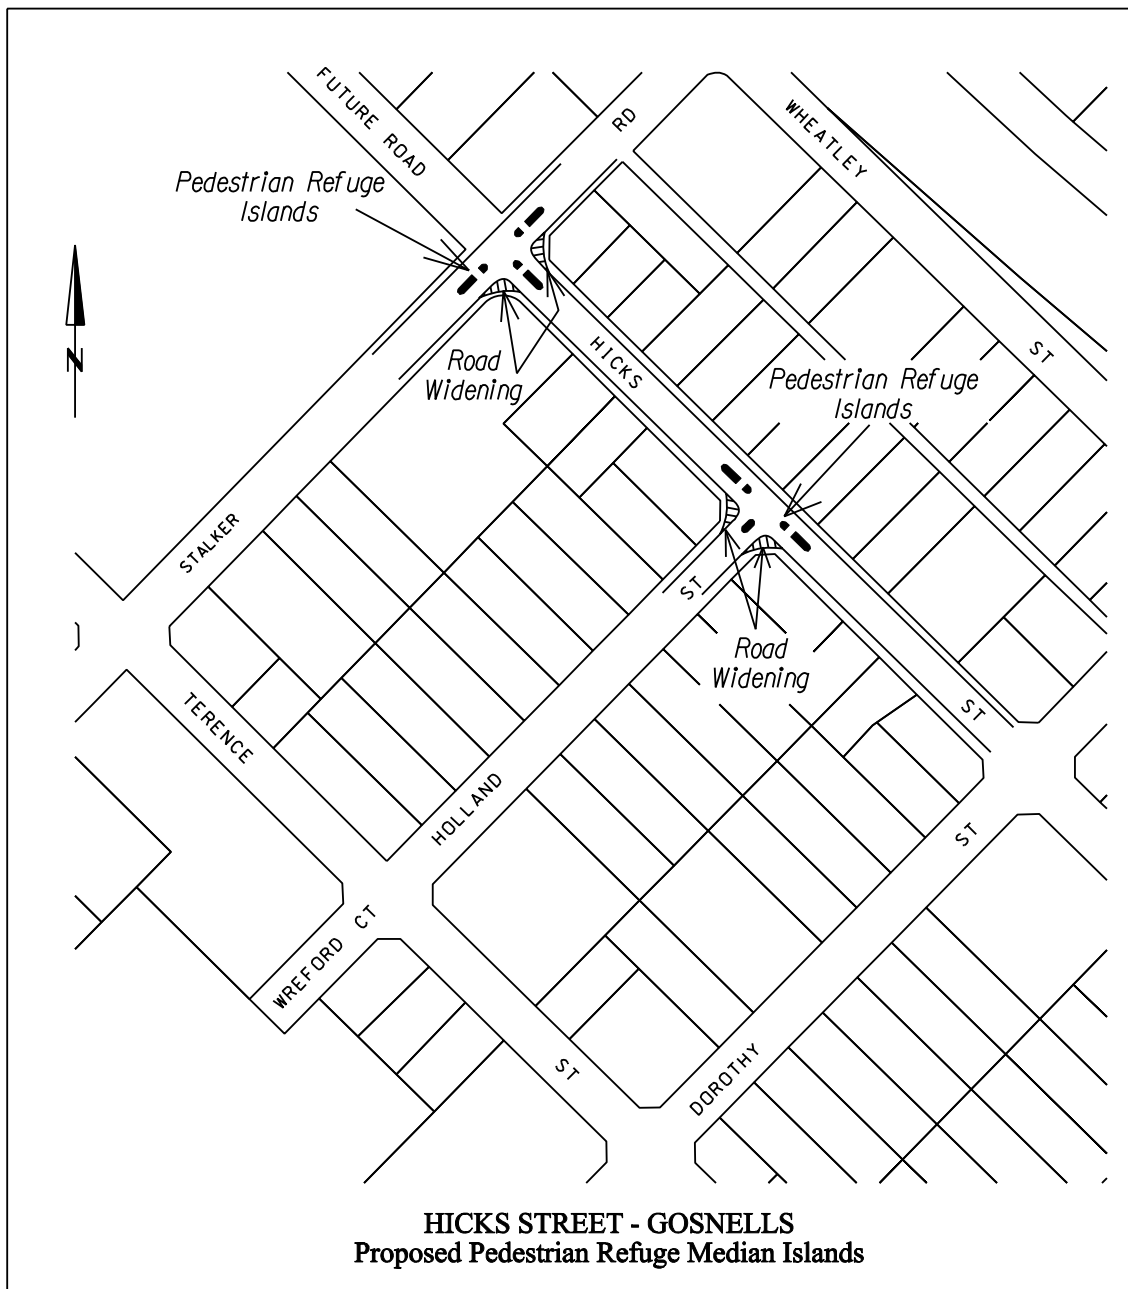 FUTURE ROAD
RD
WHEATLEY
Pedestrian Refuge
Islands
N
HICKS
ST
Road
Widening
Pedestrian Refuge
Islands
STALKER
ST
Road
Widening
ST
TERENCE
HOLLAND
ST
WREFORD CT
ST
DOROTHY
HICKS STREET - GOSNELLS
Proposed Pedestrian Refuge Median Islands